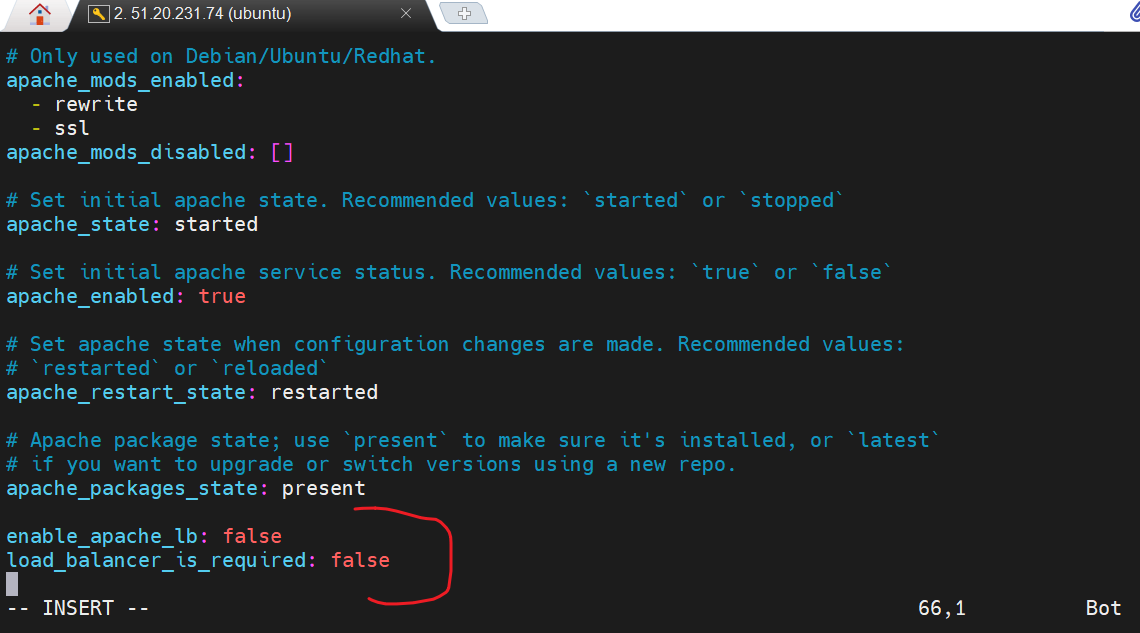 2. 51.20.231.74 (ubuntu)
# Only used on Debian/Ubuntu/Redhat.
apache_mods_enabled:
  - rewrite
  - ssl
apache_mods_disabled: []
# Set initial apache state. Recommended values: `started` or `stopped`
apache_state: started
# Set initial apache service status. Recommended values: `true` or `false`
apache_enabled: true
# Set apache state when configuration changes are made. Recommended values:
# `restarted` or `reloaded`
apache_restart_state: restarted
# Apache package state; use `present` to make sure it's installed, or `latest`
# if you want to upgrade or switch versions using a new repo.
apache_packages_state: present
enable_apache_lb: false
load_balancer_is_required: false
-- INSERT -- 66,1 Bot